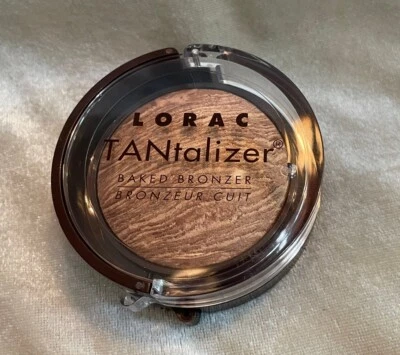 LORAC
TANtalizer®
BAKED BRONZER
BRONZEUR CUIT